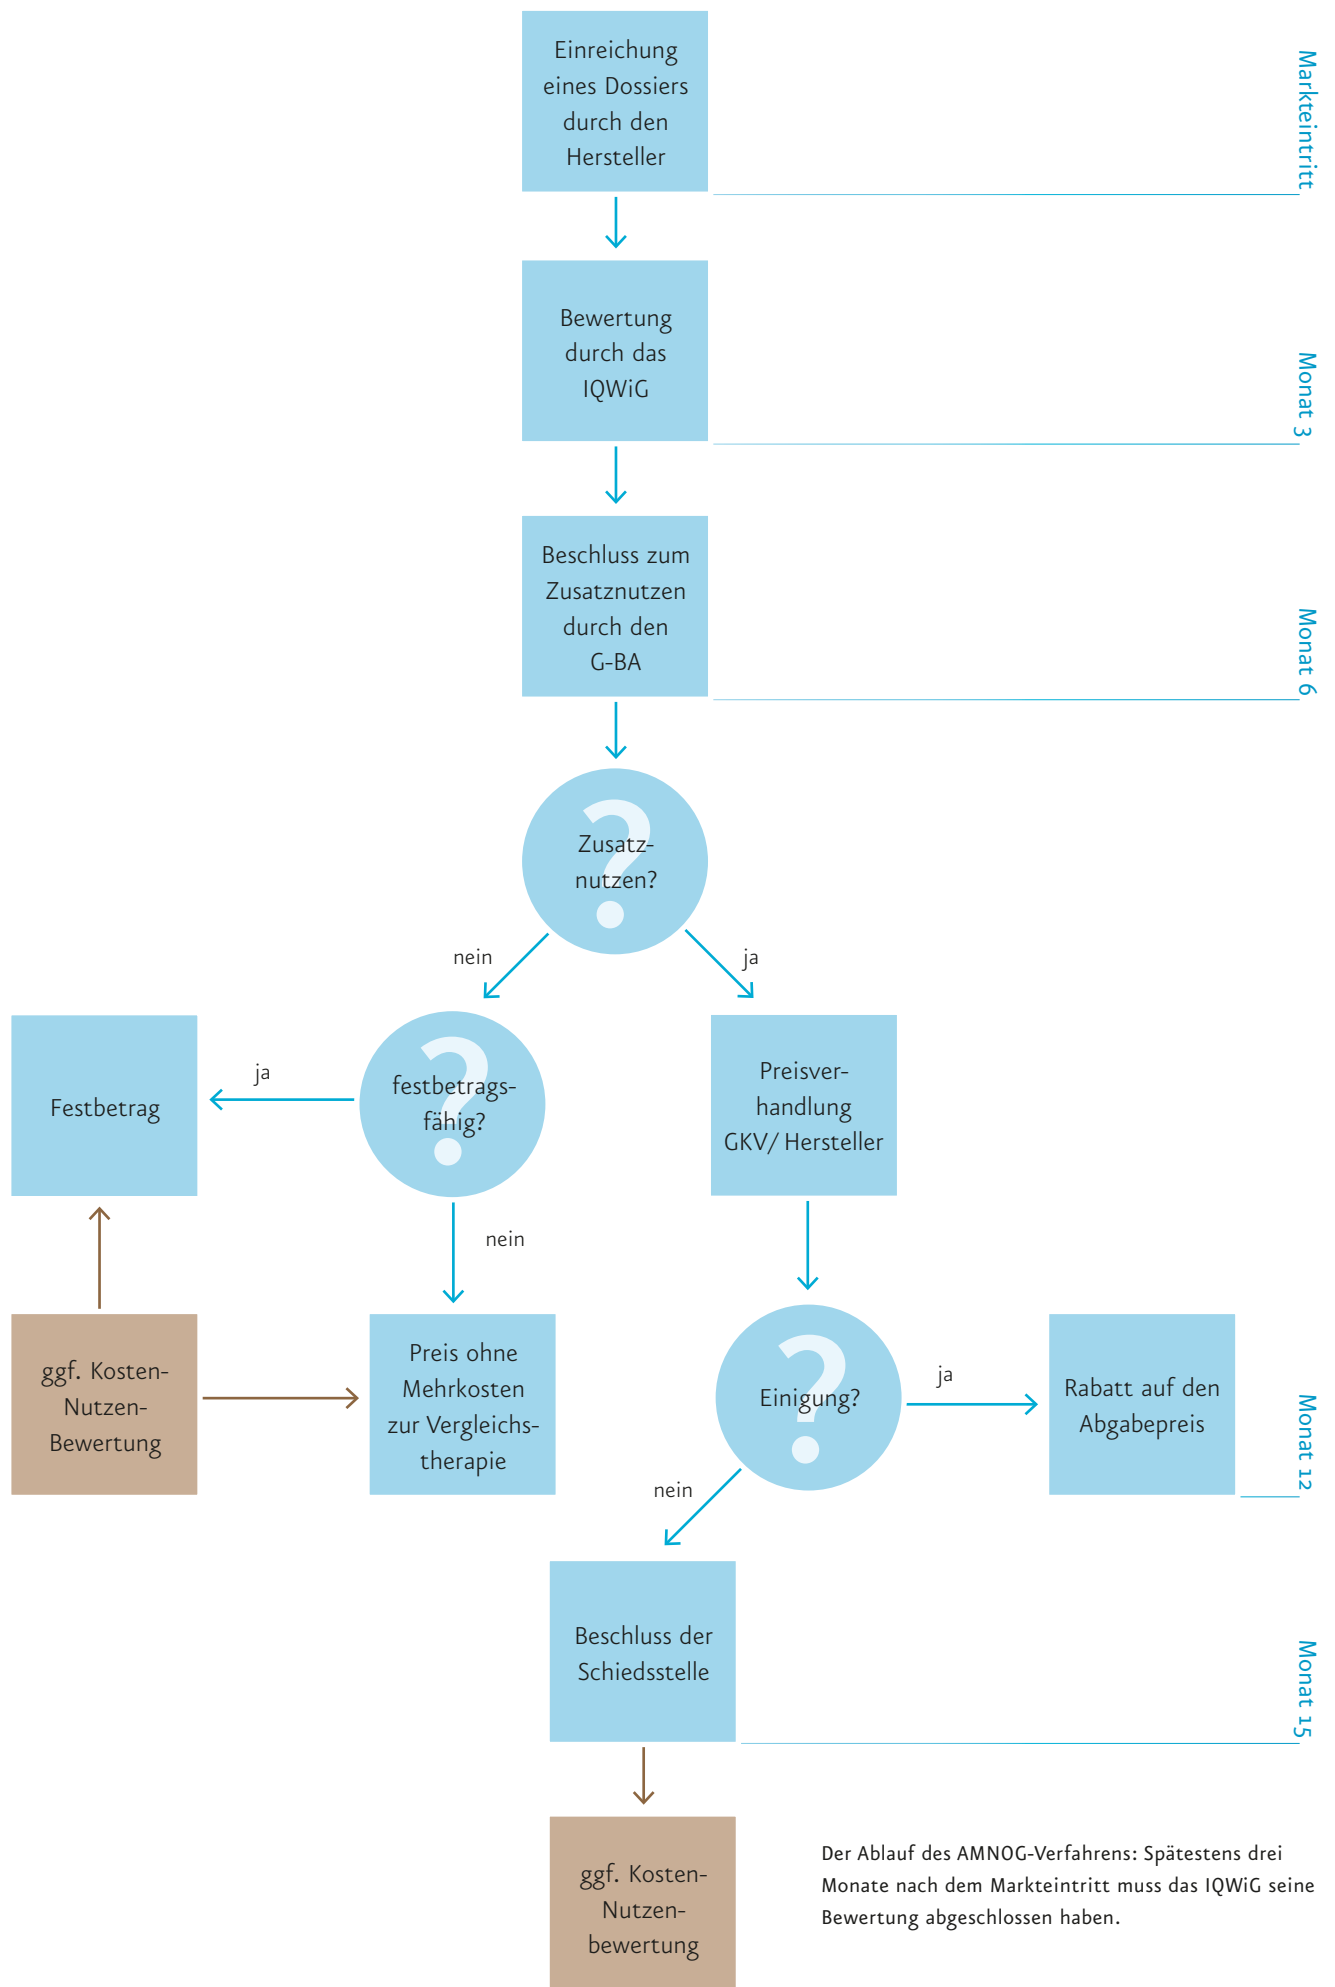 Einreichung
eines Dossiers
durch den
Hersteller
Markteintritt
Bewertung
durch das
IQWiG
Monat 3
Beschluss zum
Zusatznutzen
durch den
G-BA
Monat 6
?
Zusatz-
nutzen?
nein
ja
Festbetrag
ja
?
festbetrags-
fähig?
Preisver-
handlung
GKV/ Hersteller
nein
ggf. Kosten-
Nutzen-
Bewertung
Preis ohne
Mehrkosten
zur Vergleichs-
therapie
?
Einigung?
ja
Rabatt auf den
Abgabepreis
Monat 12
nein
Beschluss der
Schiedsstelle
Monat 15
ggf. Kosten-
Nutzen-
bewertung
Der Ablauf des AMNOG-Verfahrens: Spätestens drei
Monate nach dem Markteintritt muss das IQWiG seine
Bewertung abgeschlossen haben.